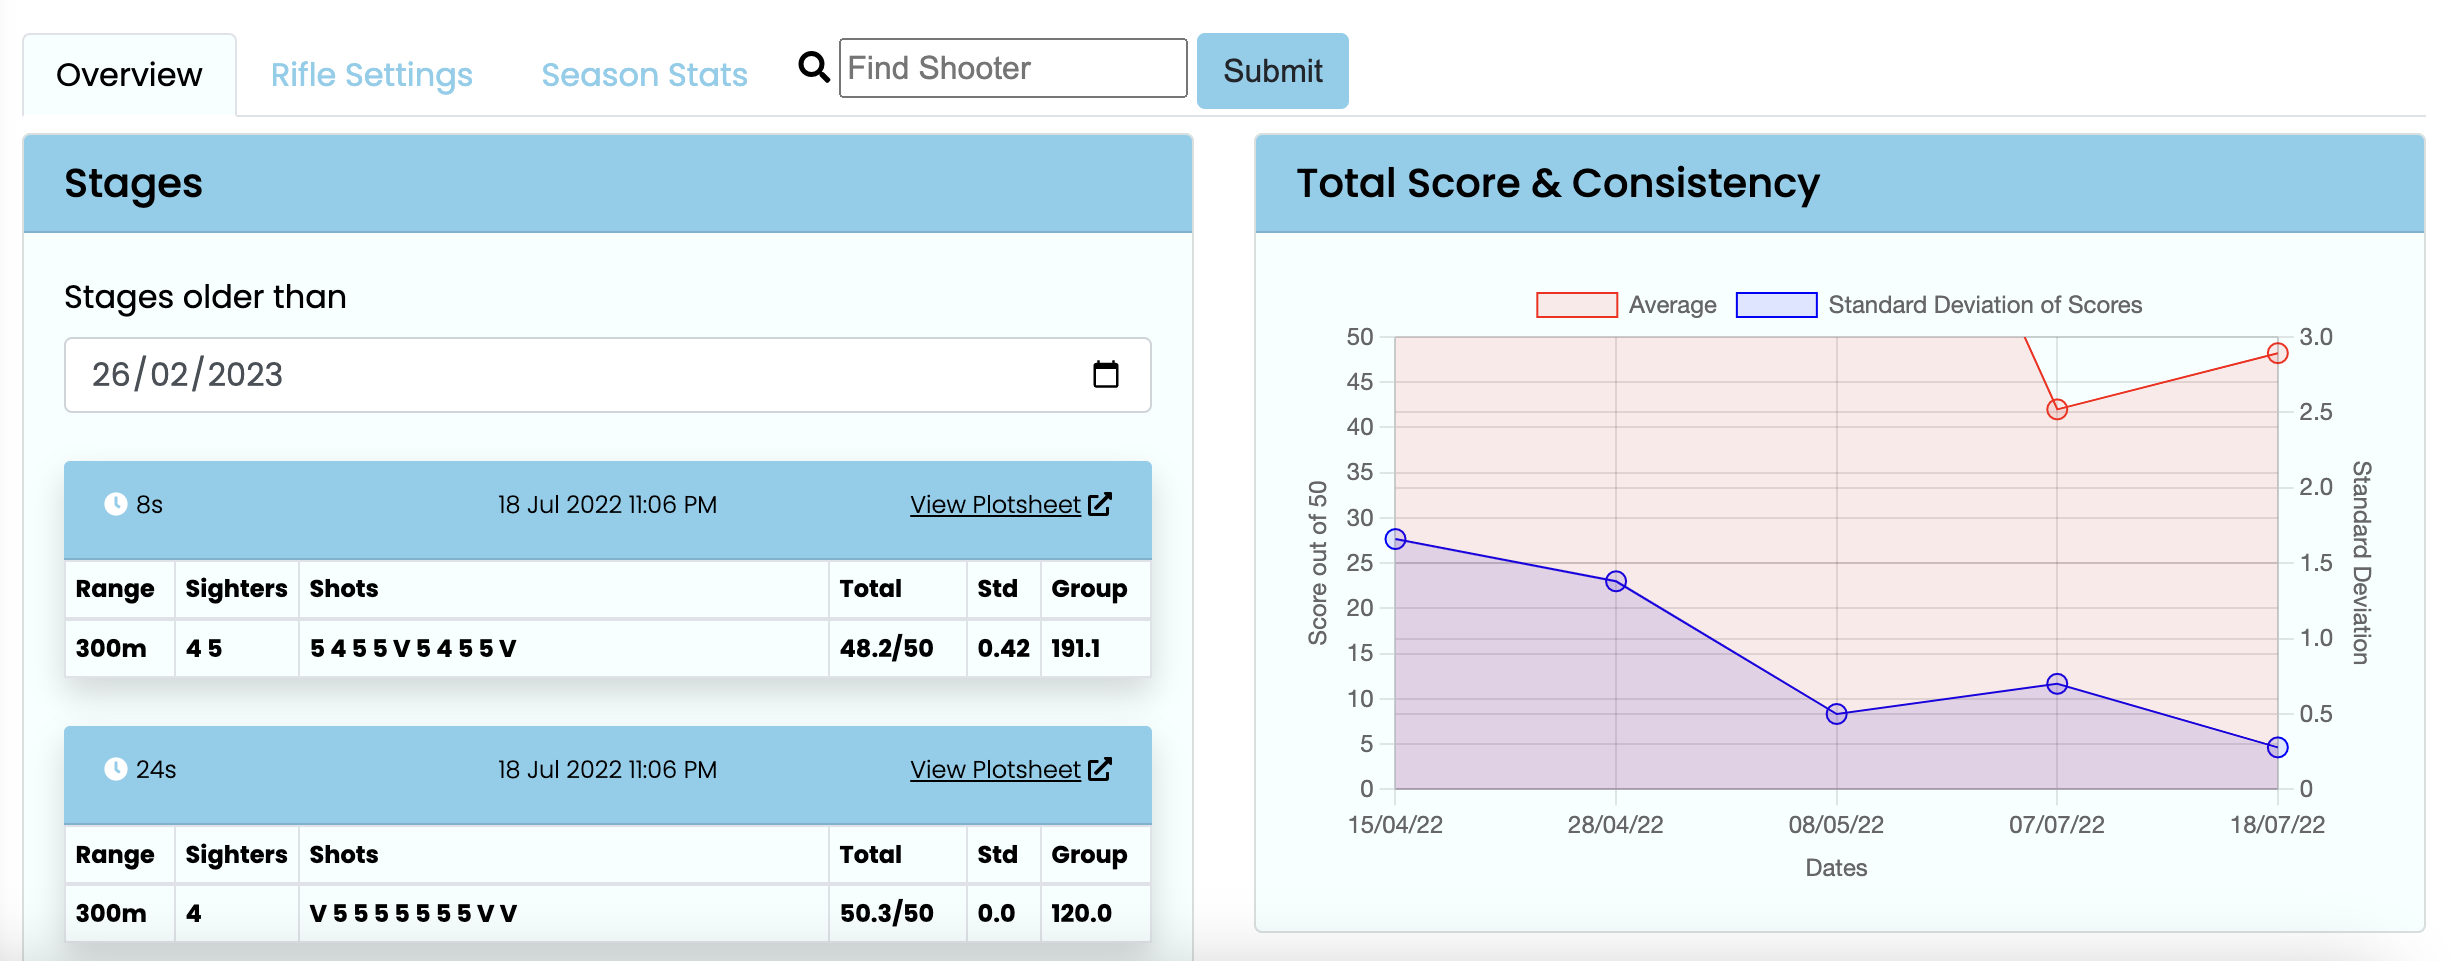 Overview Rifle Settings Season Stats Find Shooter Submit
Stages
Stages older than
26/02/2023
8s 18 Jul 2022 11:06 PM View Plotsheet
Range Sighters Shots Total Std Group
300m 4 5 5 4 5 5 V 5 4 5 5 V 48.2/50 0.42 191.1
24s 18 Jul 2022 11:06 PM View Plotsheet
Range Sighters Shots Total Std Group
300m 4 V 5 5 5 5 5 5 5 V V 50.3/50 0.0 120.0
Total Score & Consistency
Average Standard Deviation of Scores
Score out of 50
50
45
40
35
30
25
20
15
10
5
0
3.0
2.5
2.0
1.5
1.0
0.5
0
Standard Deviation
15/04/22 28/04/22 08/05/22 07/07/22 18/07/22
Dates